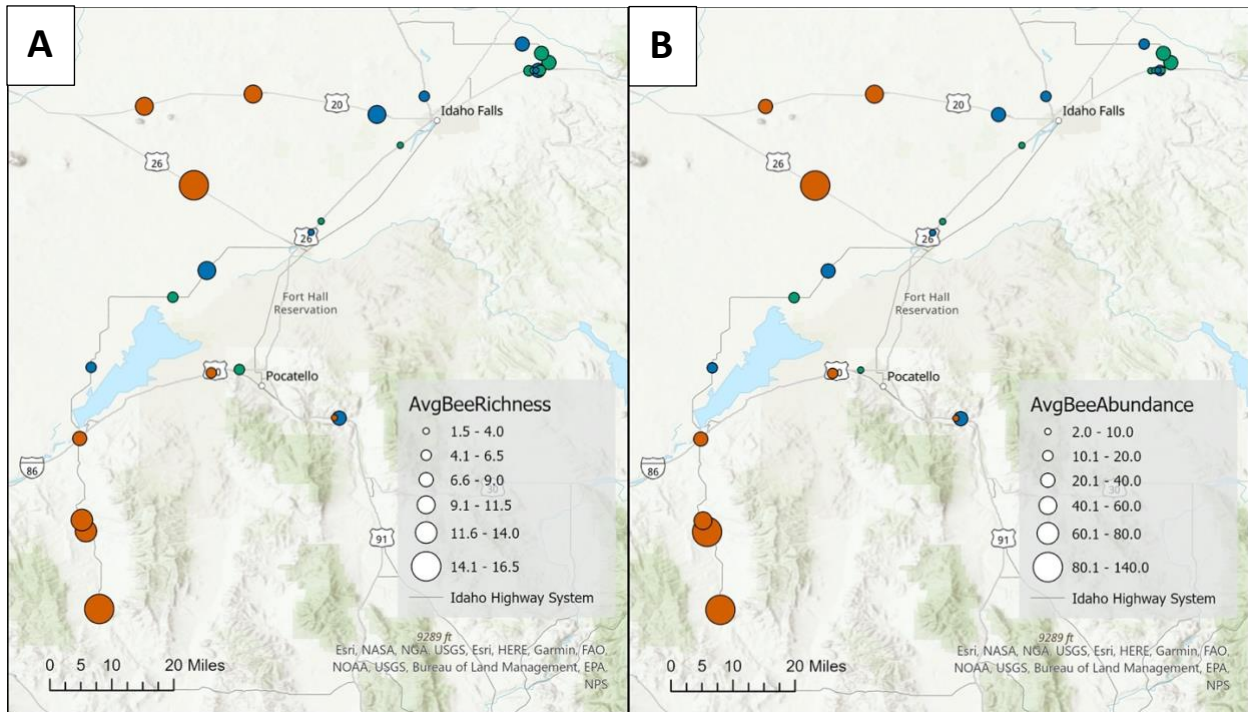 A
20
Idaho Falls
26
26
Fort Hall
Reservation
Pocatello
86
30
91
AvgBeeRichness
1.5 - 4.0
4.1 - 6.5
6.6 - 9.0
9.1 - 11.5
11.6 - 14.0
14.1 - 16.5
Idaho Highway System
9289 ft
Esri, NASA, NGA, USGS, Esri, HERE, Garmin, FAO,
NOAA, USGS, Bureau of Land Management, EPA,
NPS
0 5 10 20 Miles
B
20
Idaho Falls
26
26
Fort Hall
Reservation
Pocatello
86
30
91
AvgBeeAbundance
2.0 - 10.0
10.1 - 20.0
20.1 - 40.0
40.1 - 60.0
60.1 - 80.0
80.1 - 140.0
Idaho Highway System
9289 ft
Esri, NASA, NGA, USGS, Esri, HERE, Garmin, FAO,
NOAA, USGS, Bureau of Land Management, EPA,
NPS
0 5 10 20 Miles